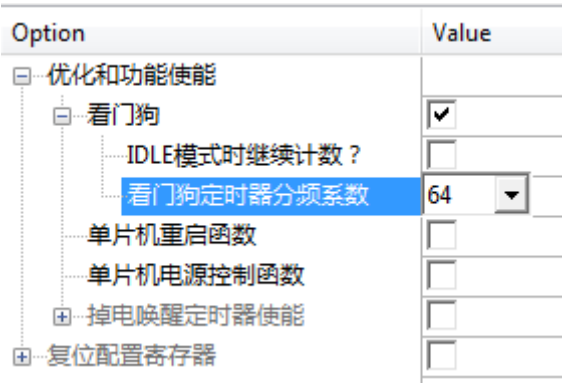 Option Value
优化和功能使能
看门狗
IDLE模式时继续计数？
看门狗定时器分频系数 64
单片机重启函数
单片机电源控制函数
掉电唤醒定时器使能
复位配置寄存器